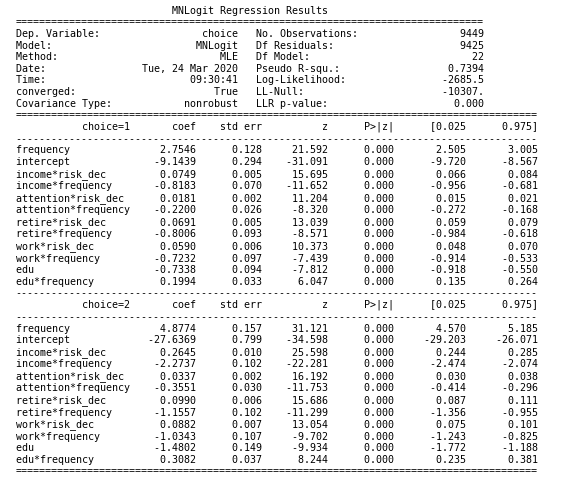 MNLogit Regression Results
==============================================================================
Dep. Variable: choice No. Observations: 9449
Model: MNLogit Df Residuals: 9425
Method: MLE Df Model: 22
Date: Tue, 24 Mar 2020 Pseudo R-squ.: 0.7394
Time: 09:30:41 Log-Likelihood: -2685.5
converged: True LL-Null: -10307.
Covariance Type: nonrobust LLR p-value: 0.000
=======================================================================================
choice=1 coef std err z P>|z| [0.025 0.975]
---------------------------------------------------------------------------------------
frequency 2.7546 0.128 21.592 0.000 2.505 3.005
intercept -9.1439 0.294 -31.091 0.000 -9.720 -8.567
income*risk_dec 0.0749 0.005 15.695 0.000 0.066 0.084
income*frequency -0.8183 0.070 -11.652 0.000 -0.956 -0.681
attention*risk_dec 0.0181 0.002 11.204 0.000 0.015 0.021
attention*frequency -0.2200 0.026 -8.320 0.000 -0.272 -0.168
retire*risk_dec 0.0691 0.005 13.039 0.000 0.059 0.079
retire*frequency -0.8006 0.093 -8.571 0.000 -0.984 -0.618
work*risk_dec 0.0590 0.006 10.373 0.000 0.048 0.070
work*frequency -0.7232 0.097 -7.439 0.000 -0.914 -0.533
edu -0.7338 0.094 -7.812 0.000 -0.918 -0.550
edu*frequency 0.1994 0.033 6.047 0.000 0.135 0.264
---------------------------------------------------------------------------------------
choice=2 coef std err z P>|z| [0.025 0.975]
---------------------------------------------------------------------------------------
frequency 4.8774 0.157 31.121 0.000 4.570 5.185
intercept -27.6369 0.799 -34.598 0.000 -29.203 -26.071
income*risk_dec 0.2645 0.010 25.598 0.000 0.244 0.285
income*frequency -2.2737 0.102 -22.281 0.000 -2.474 -2.074
attention*risk_dec 0.0337 0.002 16.192 0.000 0.030 0.038
attention*frequency -0.3551 0.030 -11.753 0.000 -0.414 -0.296
retire*risk_dec 0.0990 0.006 15.686 0.000 0.087 0.111
retire*frequency -1.1557 0.102 -11.299 0.000 -1.356 -0.955
work*risk_dec 0.0882 0.007 13.054 0.000 0.075 0.101
work*frequency -1.0343 0.107 -9.702 0.000 -1.243 -0.825
edu -1.4802 0.149 -9.934 0.000 -1.772 -1.188
edu*frequency 0.3082 0.037 8.244 0.000 0.235 0.381
=======================================================================================